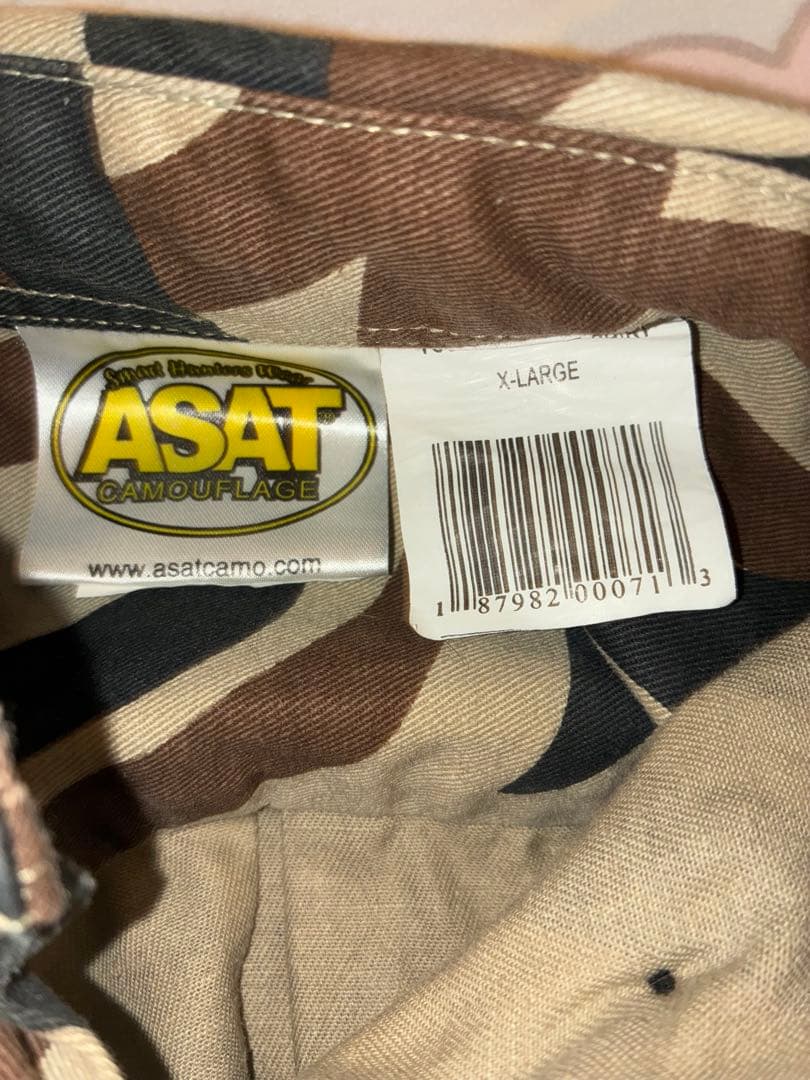 Smart Hunters Wear
ASAT®
CAMOUFLAGE
www.asatcamo.com
X-LARGE
1 87982 00071 3